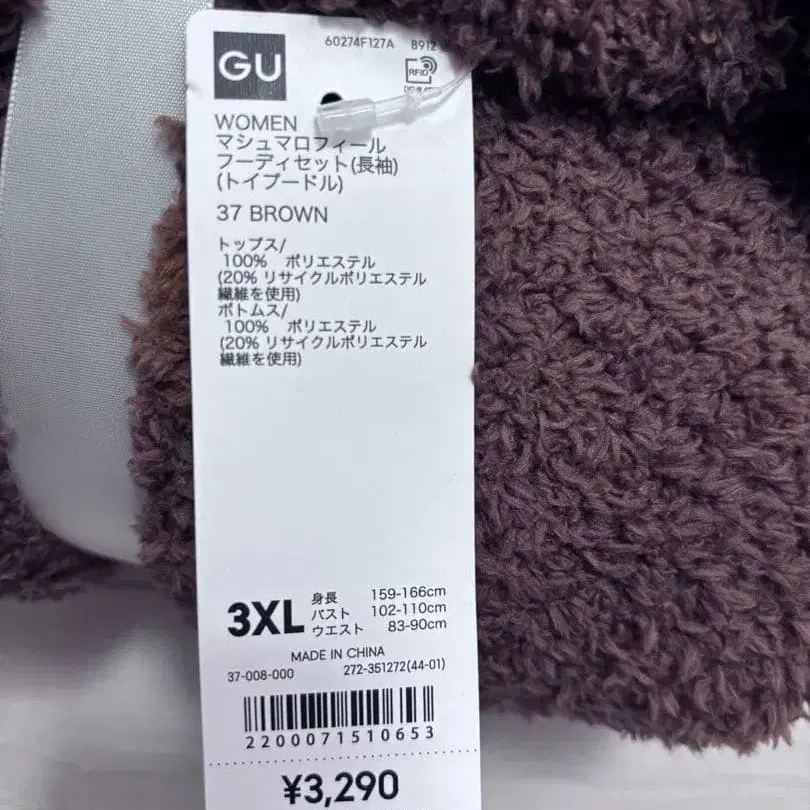 GU
60274F127A B912
RFID
WOMEN
マシュマロフィール
フーディセット(長袖)
(トイプードル)
37 BROWN
トップス/
100% ポリエステル
(20% リサイクルポリエステル
繊維を使用)
ボトムス/
100% ポリエステル
(20% リサイクルポリエステル
繊維を使用)
3XL
身長 159-166cm
バスト 102-110cm
ウエスト 83-90cm
MADE IN CHINA
37-008-000 272-351272(44-01)
2200071510653
¥3,290